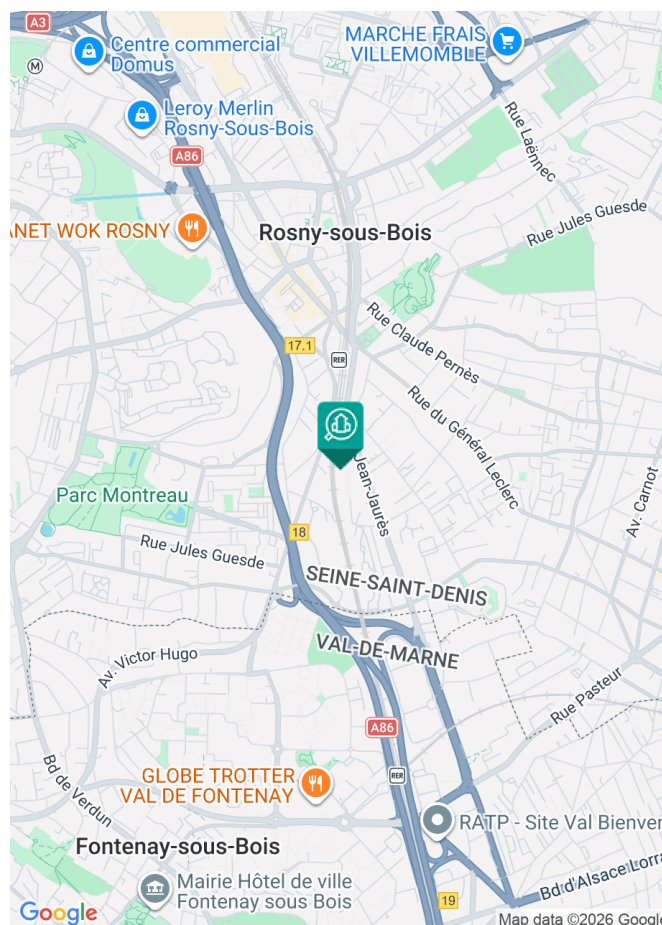 A3
Centre commercial
Domus
MARCHE FRAIS
VILLEMOMBLE
M
Leroy Merlin
Rosny-Sous-Bois
Rue Laënnec
A86
Rue Jules Guesde
ANET WOK ROSNY
Rosny-sous-Bois
Rue Claude Pernès
17.1
RER
Rue du Général Leclerc
Jean-Jaurès
Av. Carnot
Parc Montreau
18
Rue Jules Guesde
SEINE-SAINT-DENIS
VAL-DE-MARNE
Av. Victor Hugo
Rue Pasteur
A86
Bd de Verdun
GLOBE TROTTER
VAL DE FONTENAY
RER
RATP - Site Val Bienven
Fontenay-sous-Bois
Mairie Hôtel de ville
Fontenay sous Bois
Bd d'Alsace Lorra
19
Google
Map data ©2026 Google